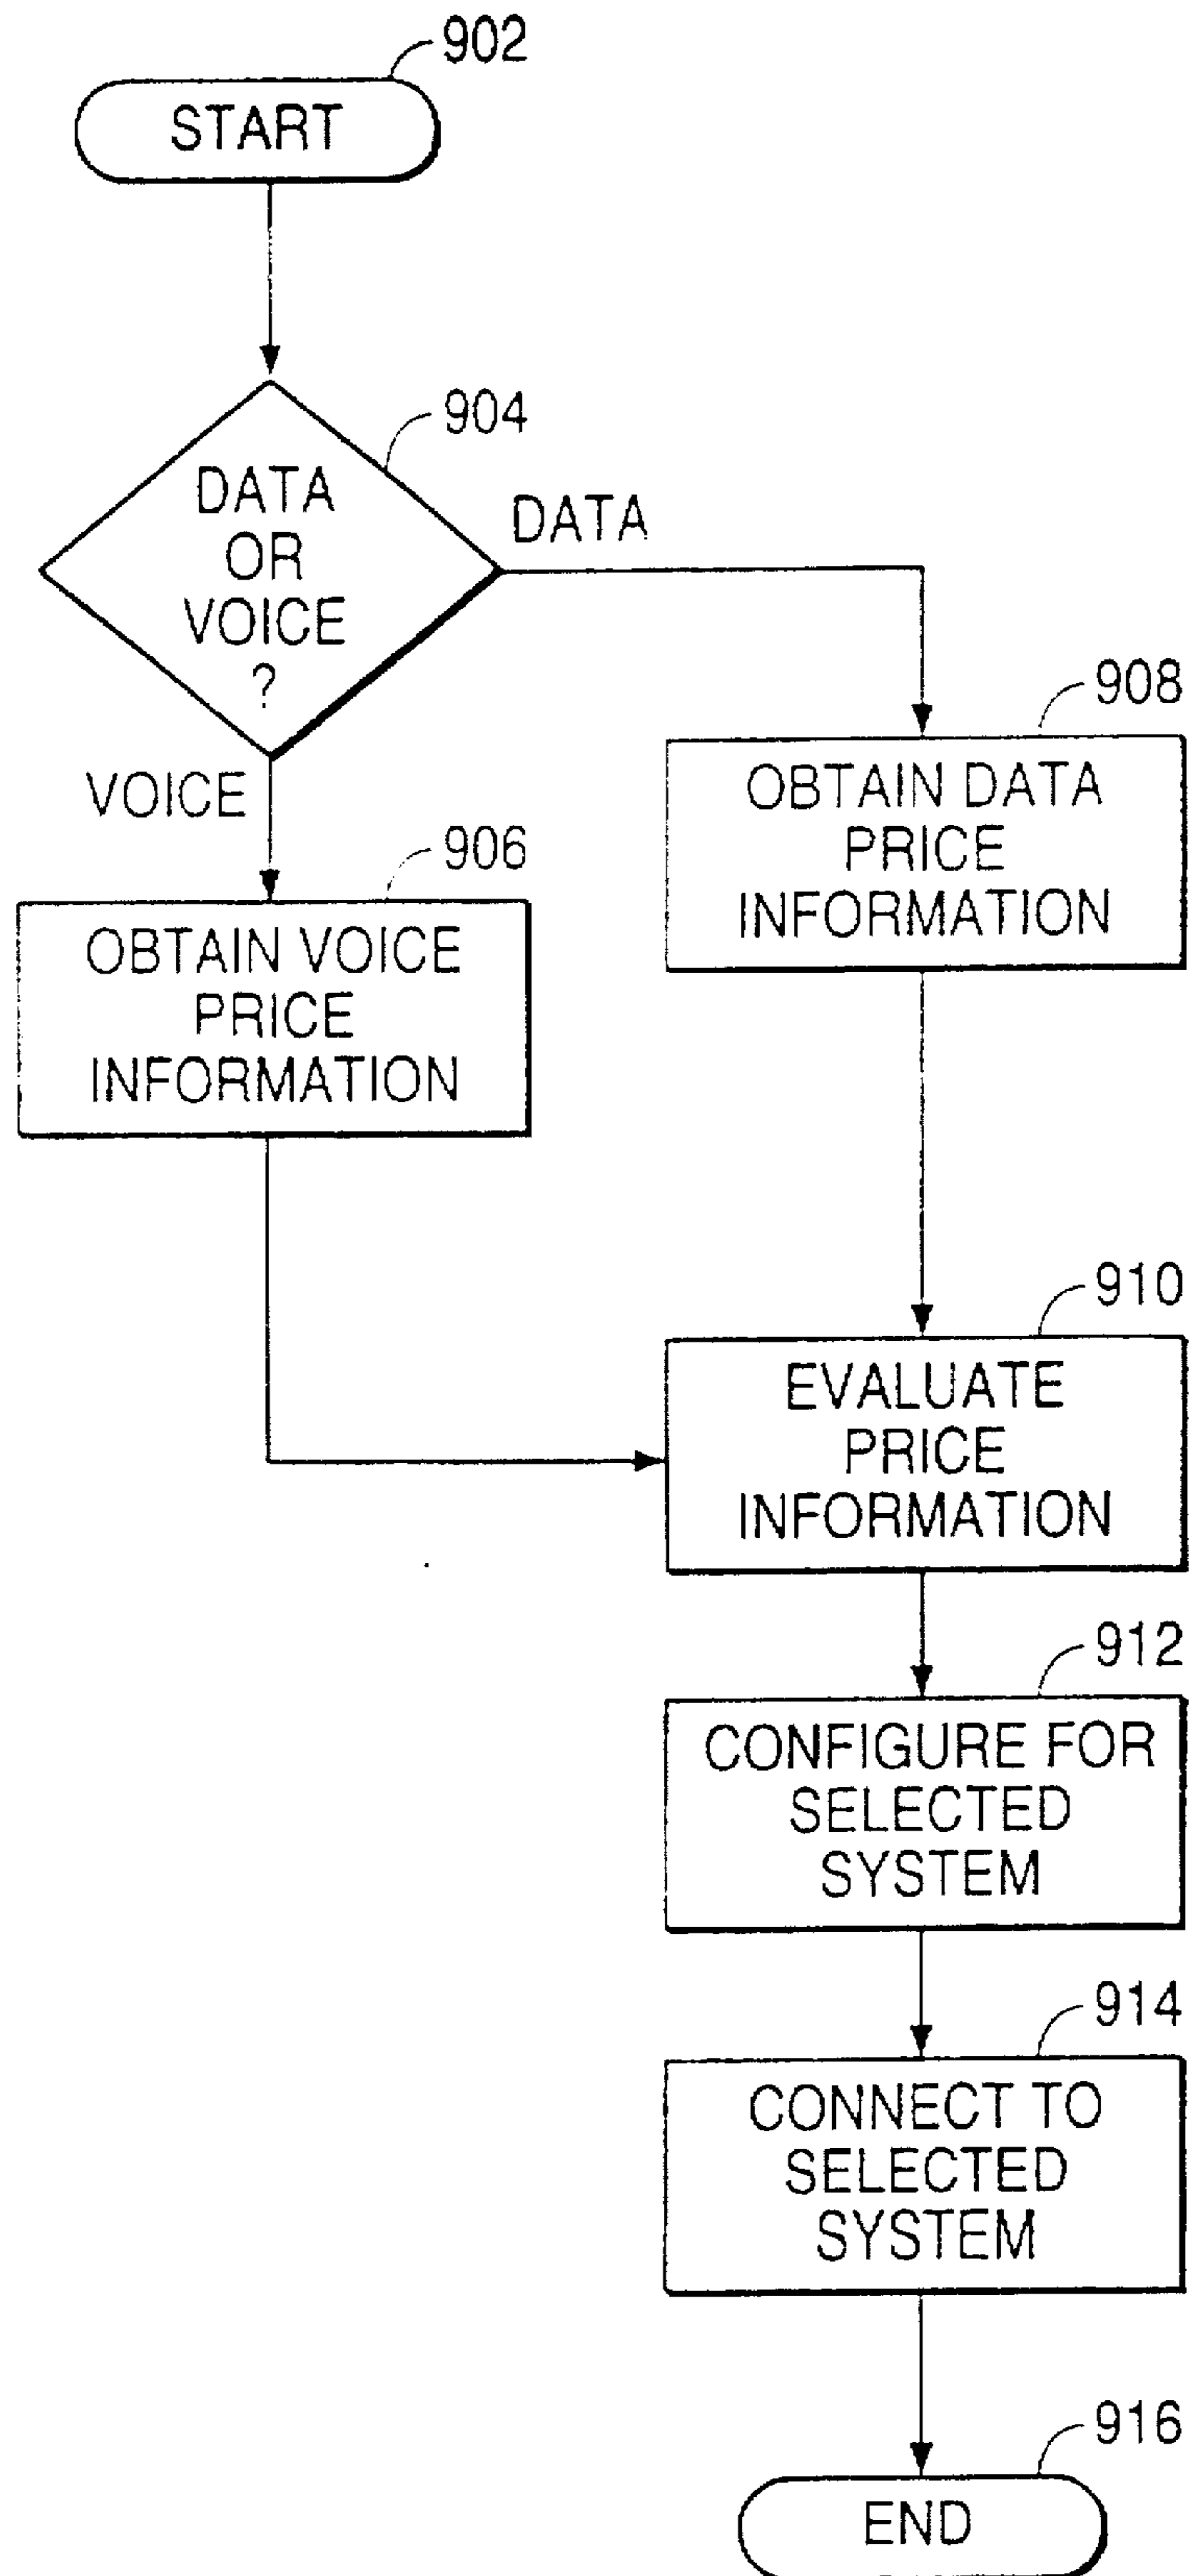 902
START
904
DATA
OR
VOICE
?
DATA
VOICE
906
OBTAIN VOICE
PRICE
INFORMATION
908
OBTAIN DATA
PRICE
INFORMATION
910
EVALUATE
PRICE
INFORMATION
912
CONFIGURE FOR
SELECTED
SYSTEM
914
CONNECT TO
SELECTED
SYSTEM
916
END